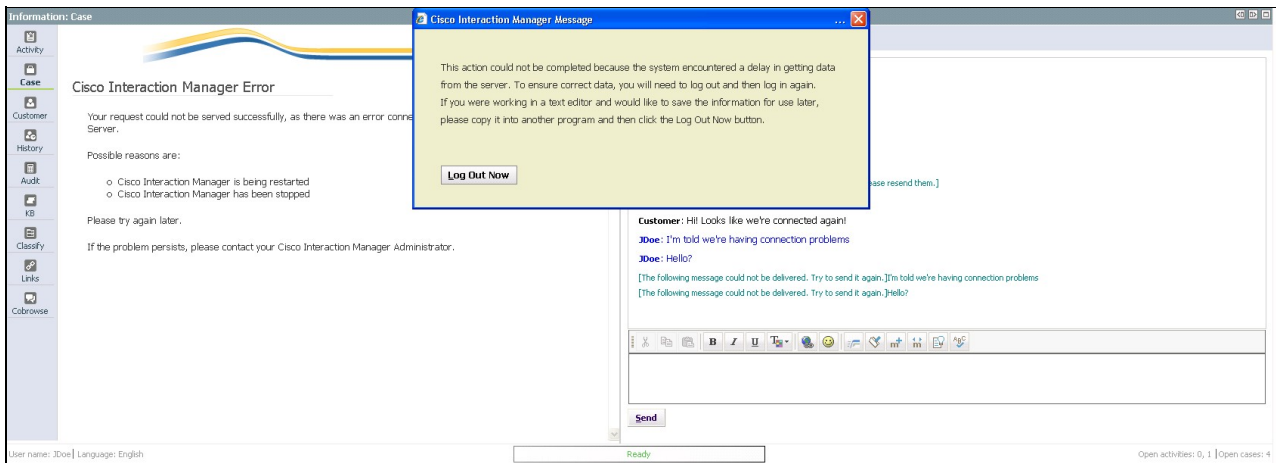 Information: Case
Cisco Interaction Manager Message
...
Activity
Case
Customer
History
Audit
KB
Classify
Links
Cobrowse
Cisco Interaction Manager Error
Your request could not be served successfully, as there was an error conne
Server.
Possible reasons are:
o Cisco Interaction Manager is being restarted
o Cisco Interaction Manager has been stopped
Please try again later.
If the problem persists, please contact your Cisco Interaction Manager Administrator.
This action could not be completed because the system encountered a delay in getting data
from the server. To ensure correct data, you will need to log out and then log in again.
If you were working in a text editor and would like to save the information for use later,
please copy it into another program and then click the Log Out Now button.
Log Out Now
ease resend them.]
Customer: Hi! Looks like we're connected again!
JDoe: I'm told we're having connection problems
JDoe: Hello?
[The following message could not be delivered. Try to send it again.]I'm told we're having connection problems
[The following message could not be delivered. Try to send it again.]Hello?
B I U T
m m ABC
Send
User name: JDoe Language: English
Ready
Open activities: 0, 1 Open cases: 4